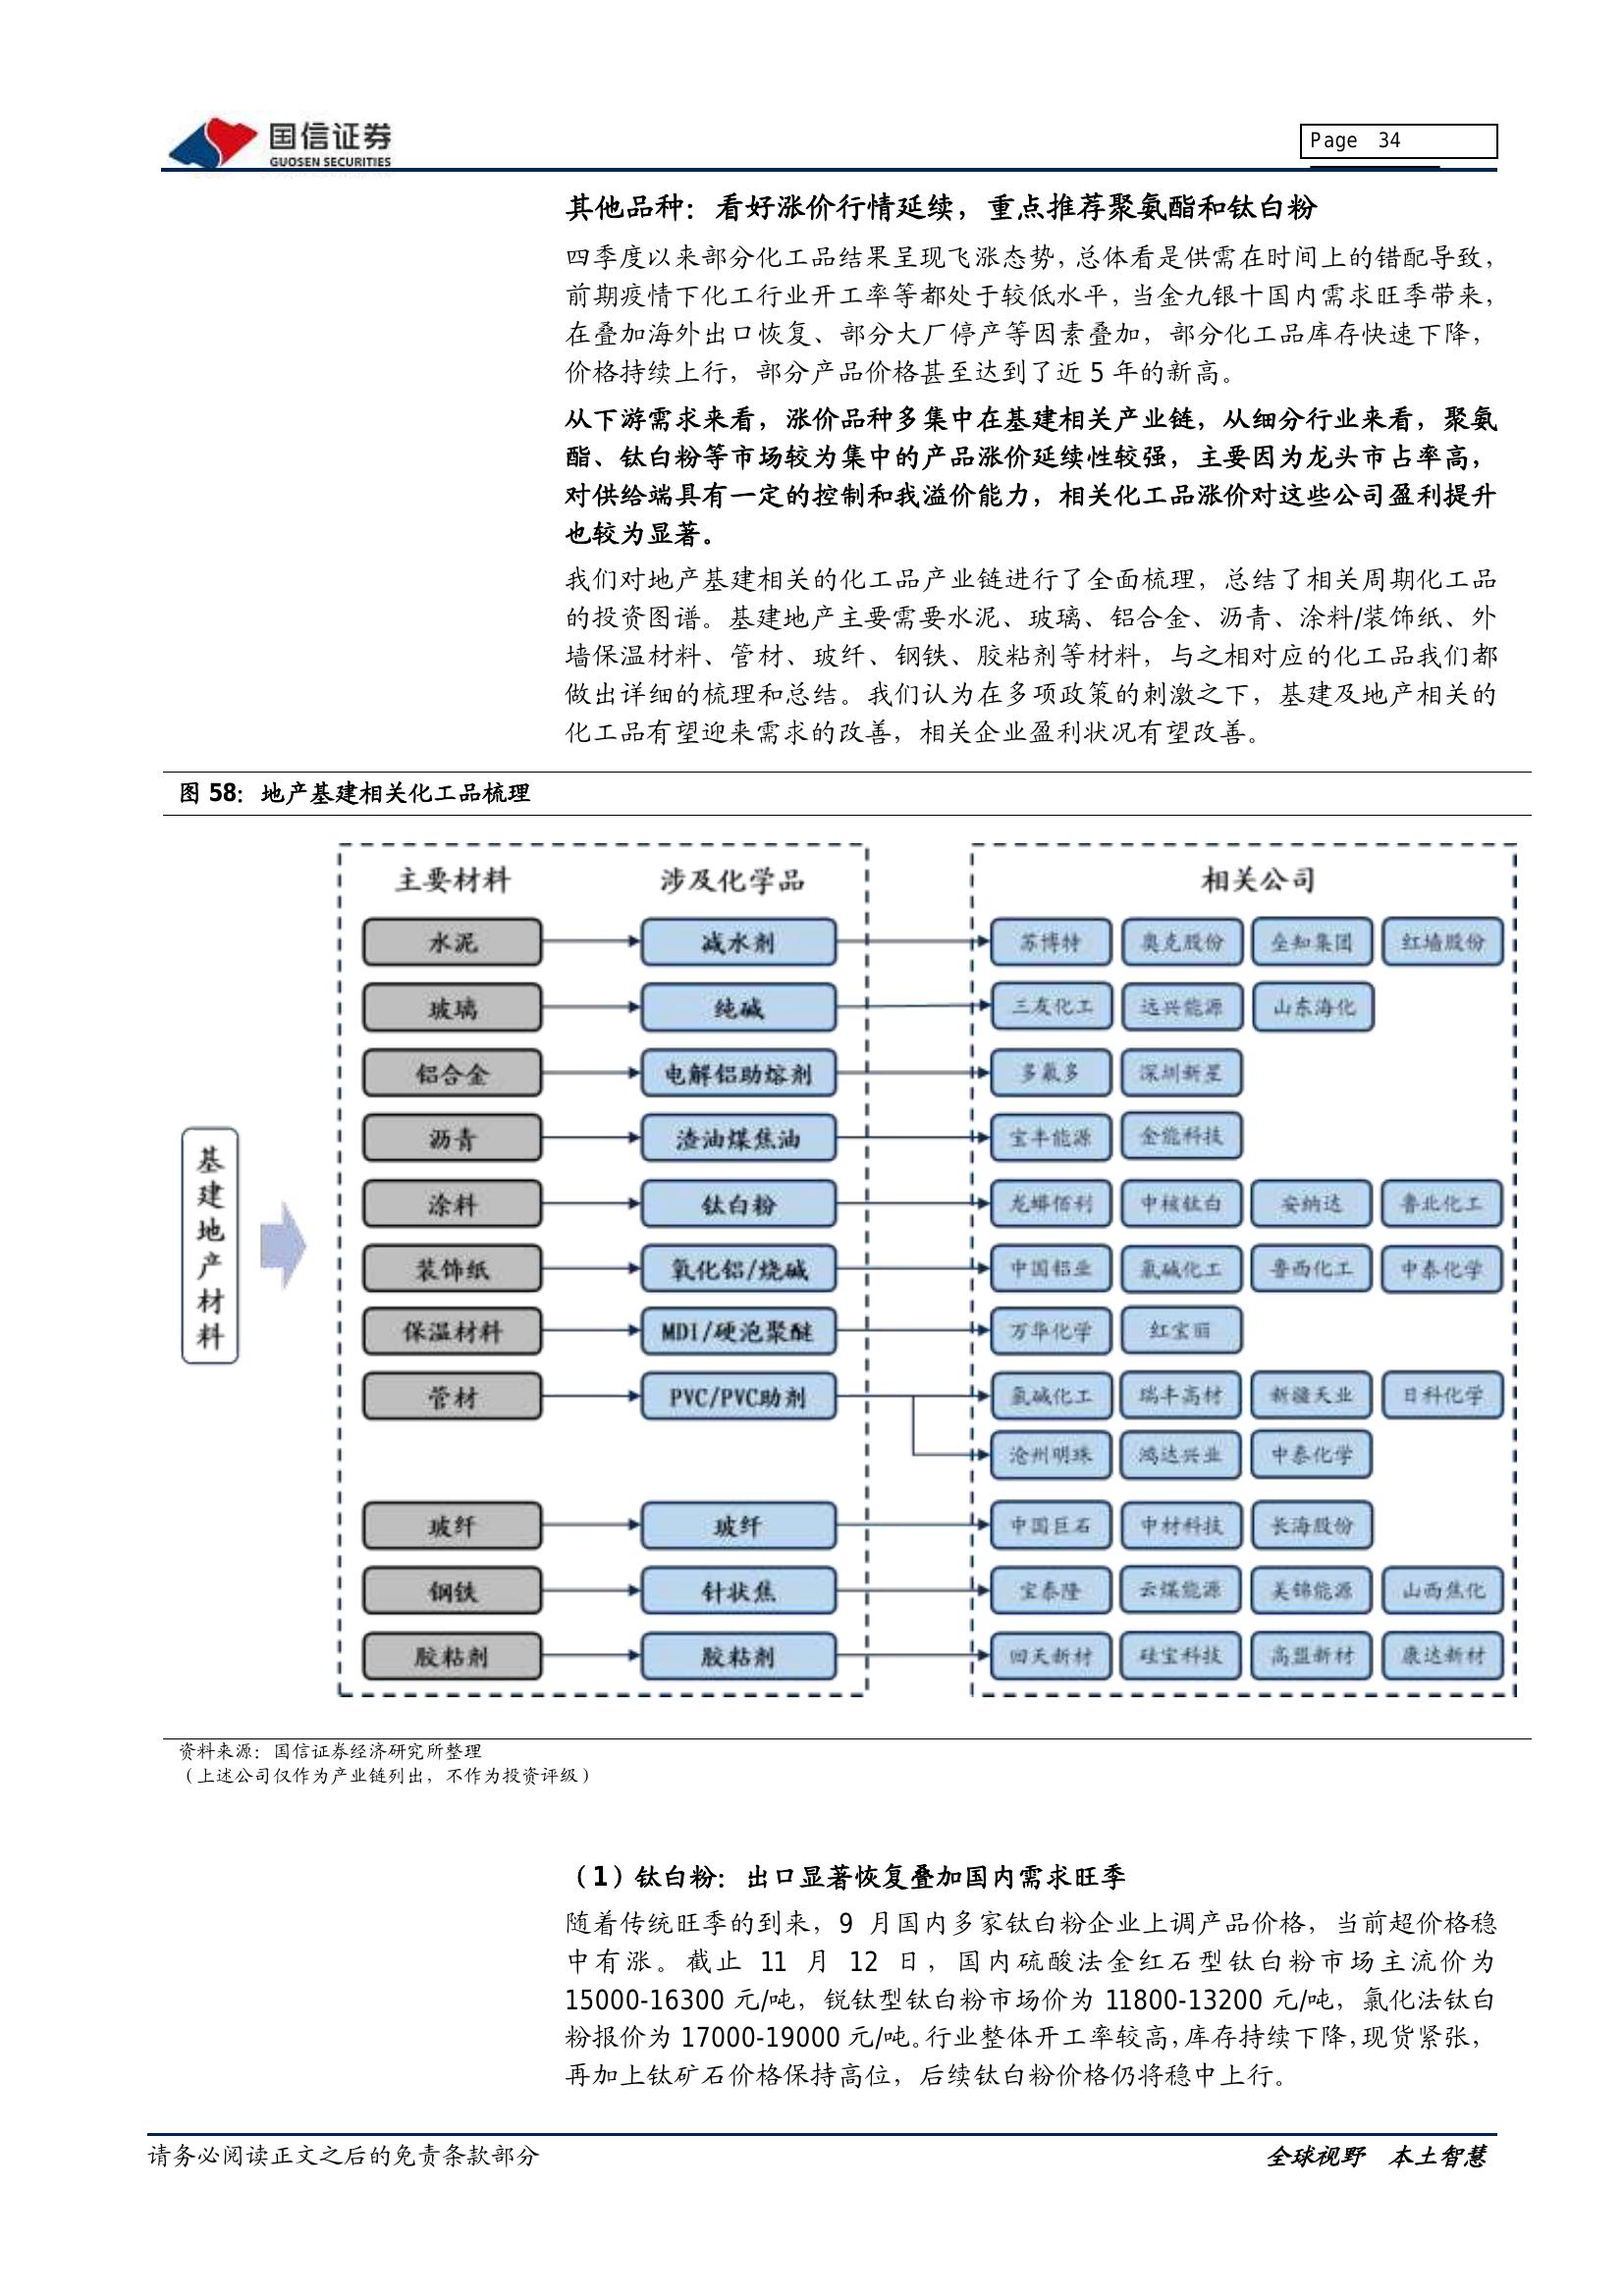 国信证券
GUOSEN SECURITIES
Page 34
其他品种：看好涨价行情延续，重点推荐聚氨酯和钛白粉
四季度以来部分化工品结果呈现飞涨态势，总体看是供需在时间上的错配导致，
前期疫情下化工行业开工率等都处于较低水平，当金九银十国内需求旺季带来，
在叠加海外出口恢复、部分大厂停产等因素叠加，部分化工品库存快速下降，
价格持续上行，部分产品价格甚至达到了近 5 年的新高。
从下游需求来看，涨价品种多集中在基建相关产业链，从细分行业来看，聚氨
酯、钛白粉等市场较为集中的产品涨价延续性较强，主要因为龙头市占率高，
对供给端具有一定的控制和我溢价能力，相关化工品涨价对这些公司盈利提升
也较为显著。
我们对地产基建相关的化工品产业链进行了全面梳理，总结了相关周期化工品
的投资图谱。基建地产主要需要水泥、玻璃、铝合金、沥青、涂料/装饰纸、外
墙保温材料、管材、玻纤、钢铁、胶粘剂等材料，与之相对应的化工品我们都
做出详细的梳理和总结。我们认为在多项政策的刺激之下，基建及地产相关的
化工品有望迎来需求的改善，相关企业盈利状况有望改善。
图 58：地产基建相关化工品梳理
基建地产材料
主要材料 涉及化学品 相关公司
水泥 减水剂 苏博特 奥克股份 垒知集团 红墙股份
玻璃 纯碱 三友化工 远兴能源 山东海化
铝合金 电解铝助熔剂 多氟多 深圳新星
沥青 渣油煤焦油 宝丰能源 金能科技
涂料 钛白粉 龙蟒佰利 中核钛白 安纳达 鲁北化工
装饰纸 氧化铝/烧碱 中国铝业 氯碱化工 鲁西化工 中泰化学
保温材料 MDI/硬泡聚醚 万华化学 红宝丽
管材 PVC/PVC助剂 氯碱化工 瑞丰高材 新疆天业 日科化学
沧州明珠 鸿达兴业 中泰化学
玻纤 玻纤 中国巨石 中材科技 长海股份
钢铁 针状焦 宝泰隆 云煤能源 美锦能源 山西焦化
胶粘剂 胶粘剂 回天新材 硅宝科技 高盟新材 康达新材
资料来源：国信证券经济研究所整理
（上述公司仅作为产业链列出，不作为投资评级）
（1）钛白粉：出口显著恢复叠加国内需求旺季
随着传统旺季的到来，9 月国内多家钛白粉企业上调产品价格，当前超价格稳
中有涨。截止 11 月 12 日，国内硫酸法金红石型钛白粉市场主流价为
15000-16300 元/吨，锐钛型钛白粉市场价为 11800-13200 元/吨，氯化法钛白
粉报价为 17000-19000 元/吨。行业整体开工率较高，库存持续下降，现货紧张，
再加上钛矿石价格保持高位，后续钛白粉价格仍将稳中上行。
请务必阅读正文之后的免责条款部分
全球视野 本土智慧